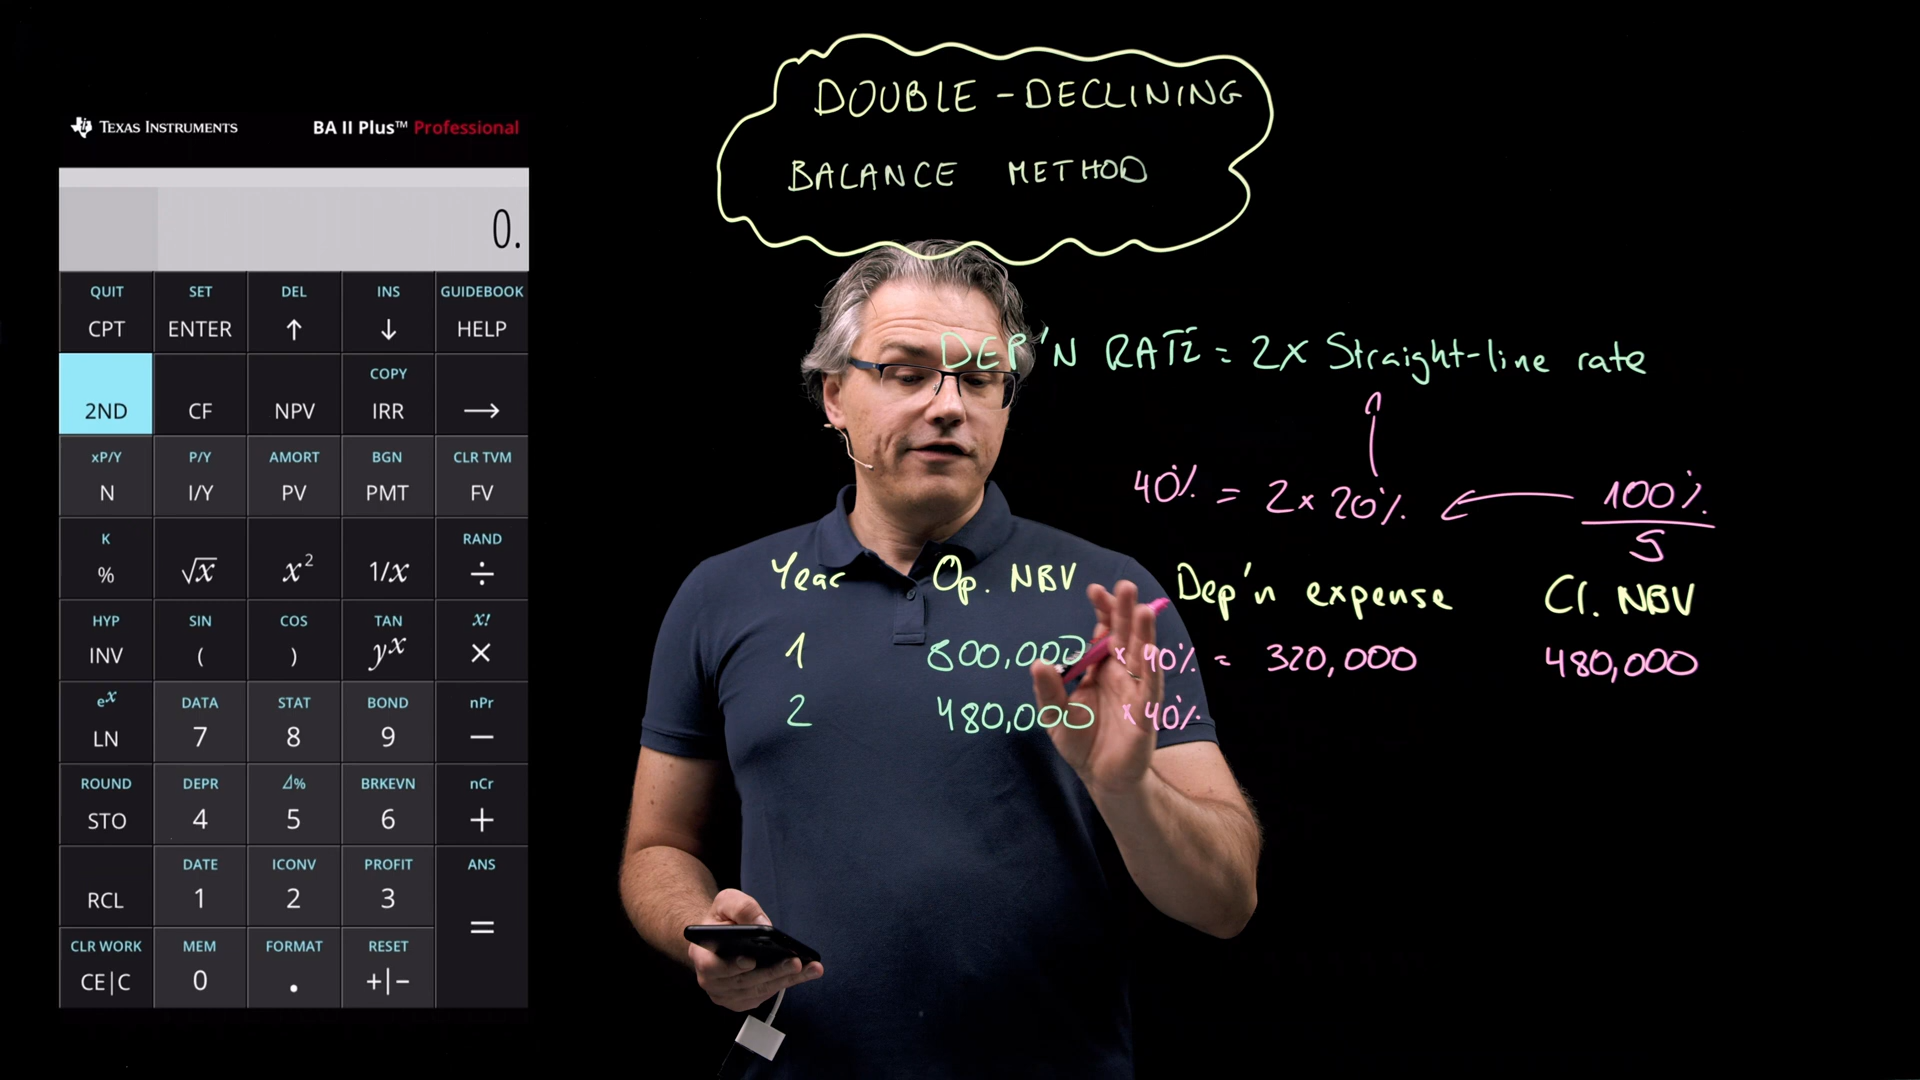 TEXAS INSTRUMENTS BA II Plus™ Professional
0.
QUIT SET DEL INS GUIDEBOOK
CPT ENTER ↑ ↓ HELP
COPY
2ND CF NPV IRR →
xP/Y P/Y AMORT BGN CLR TVM
N I/Y PV PMT FV
K RAND
% √x x² 1/x ÷
HYP SIN COS TAN x!
INV ( ) yˣ ×
eˣ DATA STAT BOND nPr
LN 7 8 9 −
ROUND DEPR Δ% BRKEVN nCr
STO 4 5 6 +
DATE ICONV PROFIT ANS
RCL 1 2 3 =
CLR WORK MEM FORMAT RESET
CE|C 0 . +|−
DOUBLE-DECLINING
BALANCE METHOD
DEP'N RATE = 2x Straight-line rate
40% = 2 x 20% ← 100%
5
Year Op. NBV Dep'n expense Cl. NBV
1 800,000 x 40% = 320,000 480,000
2 480,000 x 40%